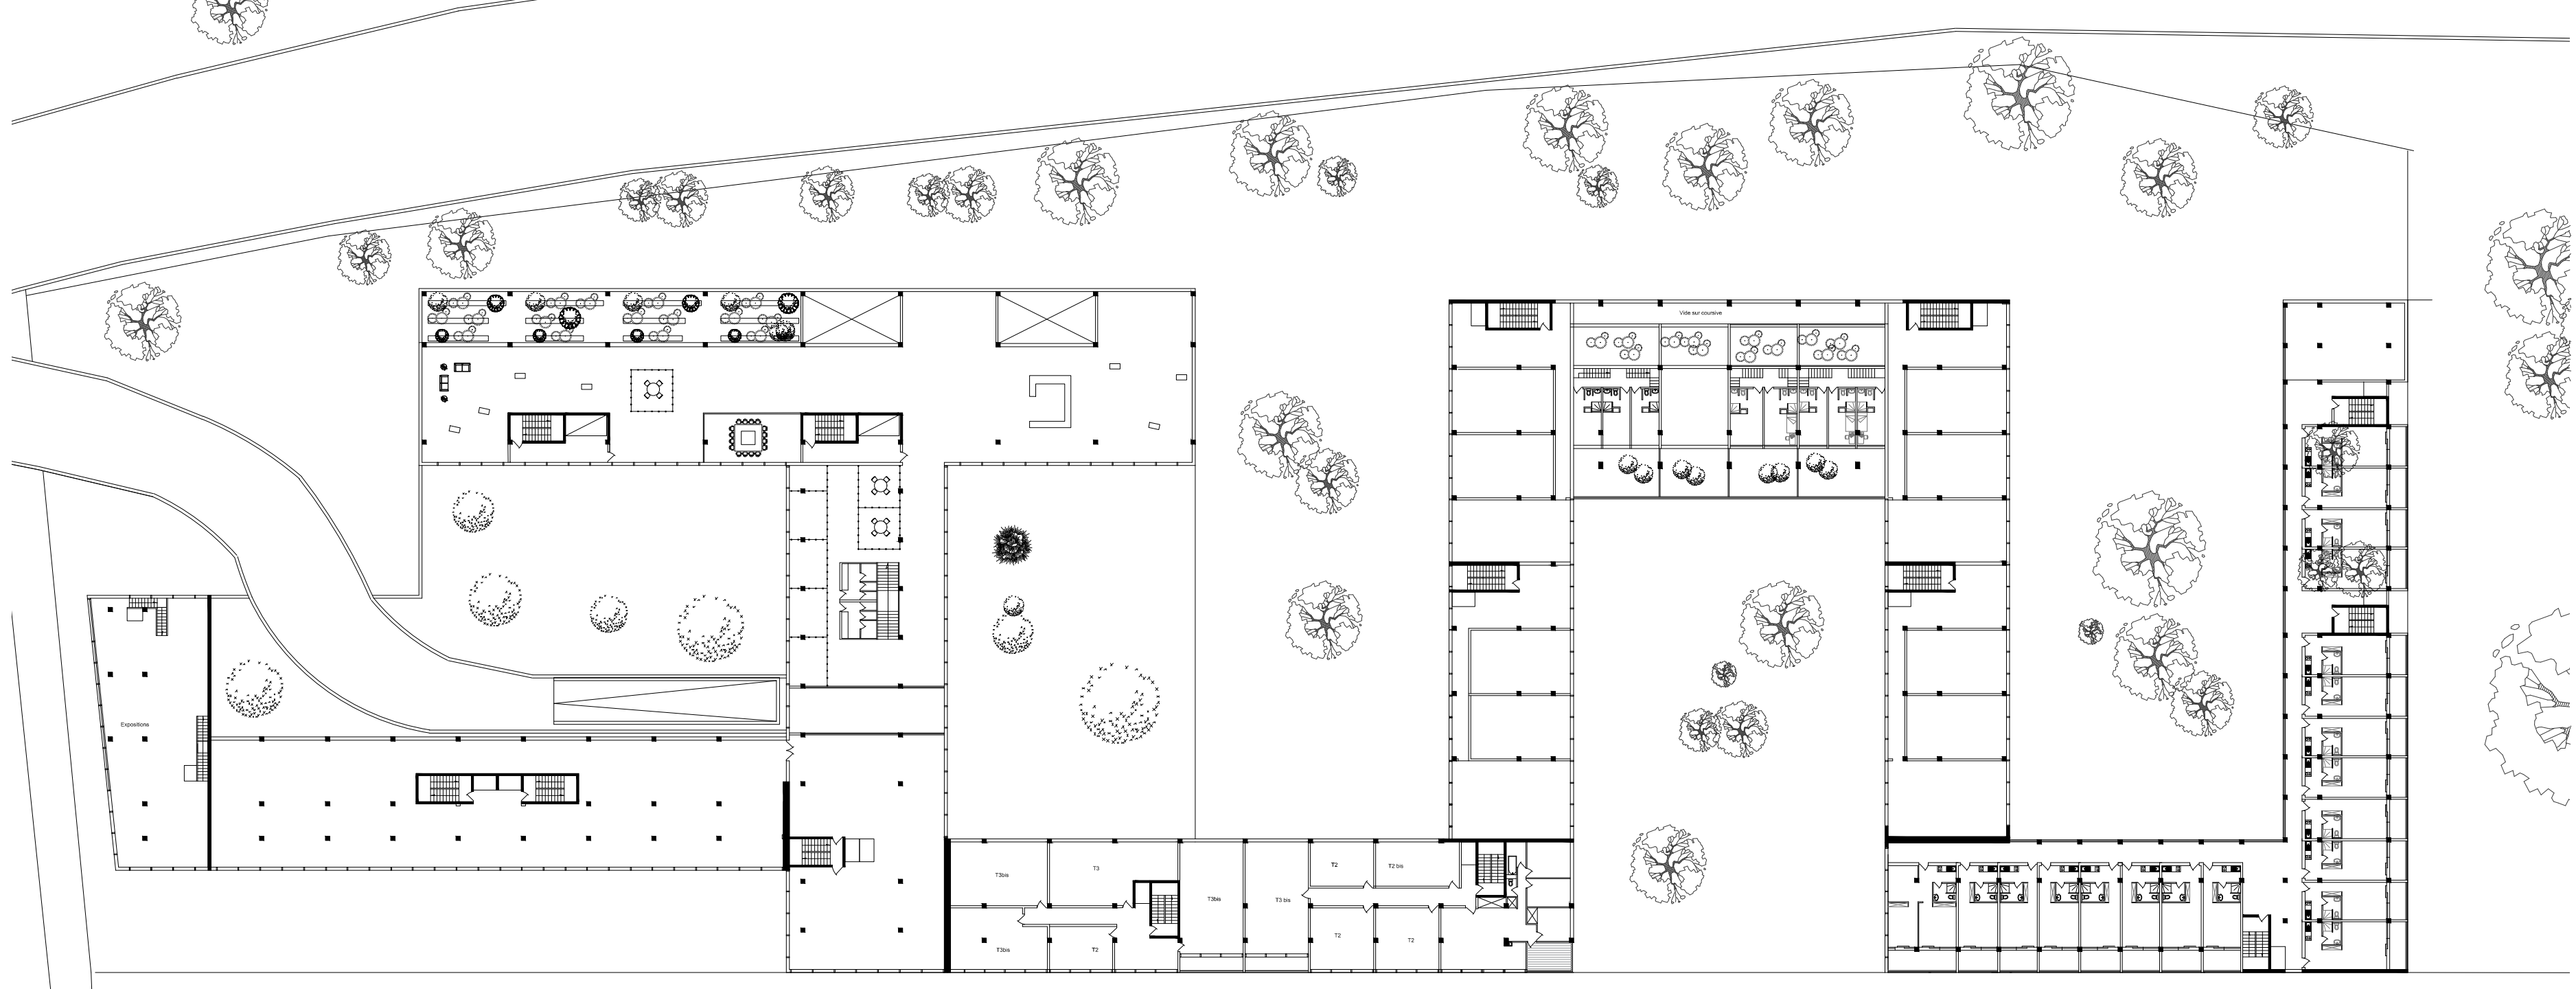 Vide sur coursive
Expositions
T3bis
T3
T3bis
T3 bis
T2
T2 bis
T3bis
T2
T2
T2